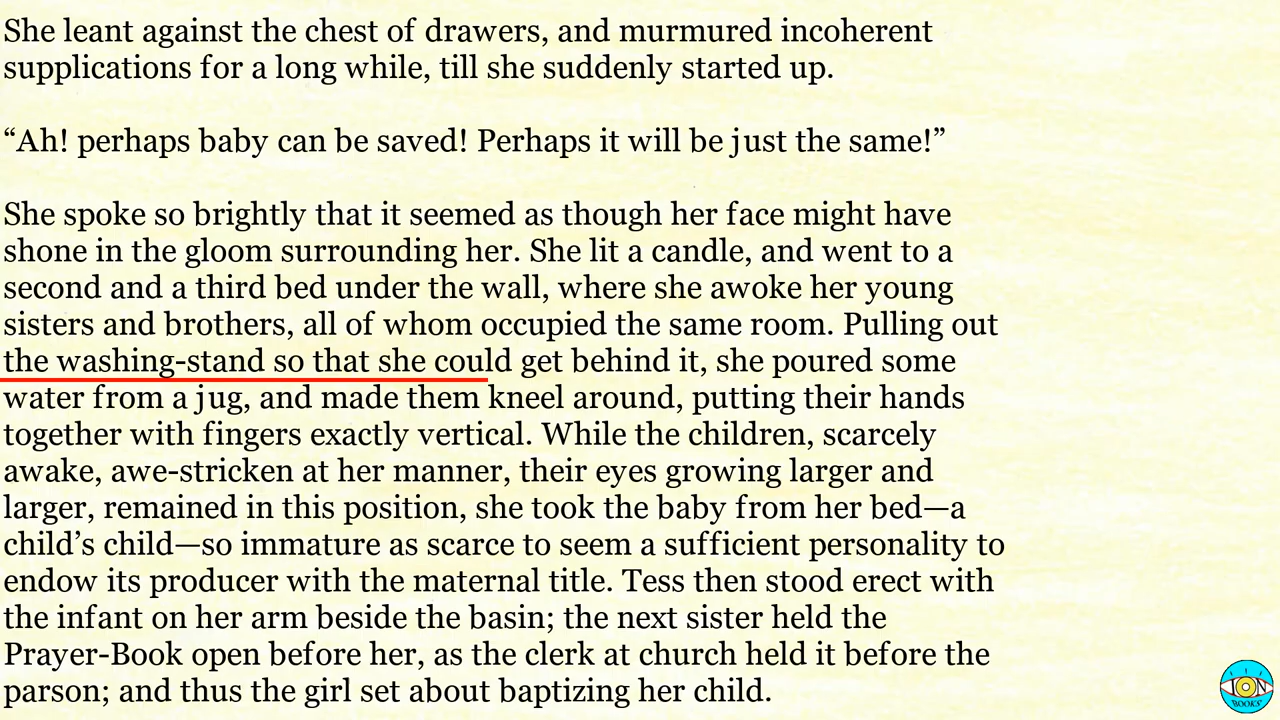 She leant against the chest of drawers, and murmured incoherent
supplications for a long while, till she suddenly started up.
“Ah! perhaps baby can be saved! Perhaps it will be just the same!”
She spoke so brightly that it seemed as though her face might have
shone in the gloom surrounding her. She lit a candle, and went to a
second and a third bed under the wall, where she awoke her young
sisters and brothers, all of whom occupied the same room. Pulling out
the washing-stand so that she could get behind it, she poured some
water from a jug, and made them kneel around, putting their hands
together with fingers exactly vertical. While the children, scarcely
awake, awe-stricken at her manner, their eyes growing larger and
larger, remained in this position, she took the baby from her bed—a
child’s child—so immature as scarce to seem a sufficient personality to
endow its producer with the maternal title. Tess then stood erect with
the infant on her arm beside the basin; the next sister held the
Prayer-Book open before her, as the clerk at church held it before the
parson; and thus the girl set about baptizing her child.
ION
BOOKS